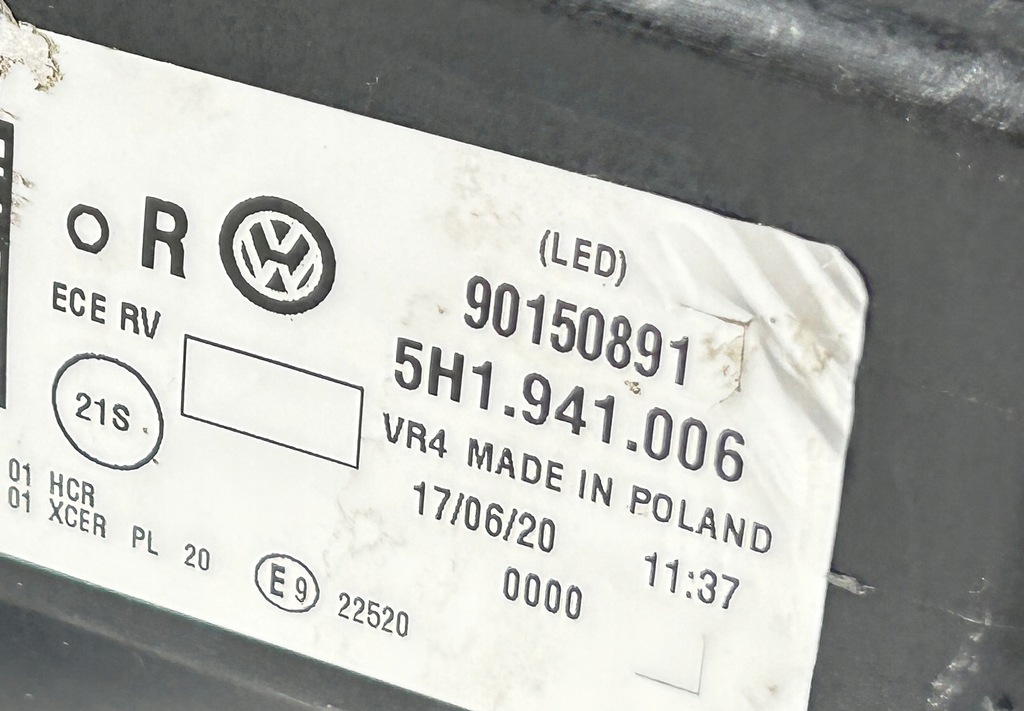 (LED)
o R
90150891
ECE RV
5H1.941.006
21S
VR4 MADE IN POLAND
01 HCR
17/06/20 11:37
01 XCER PL 20
0000
E9 22520